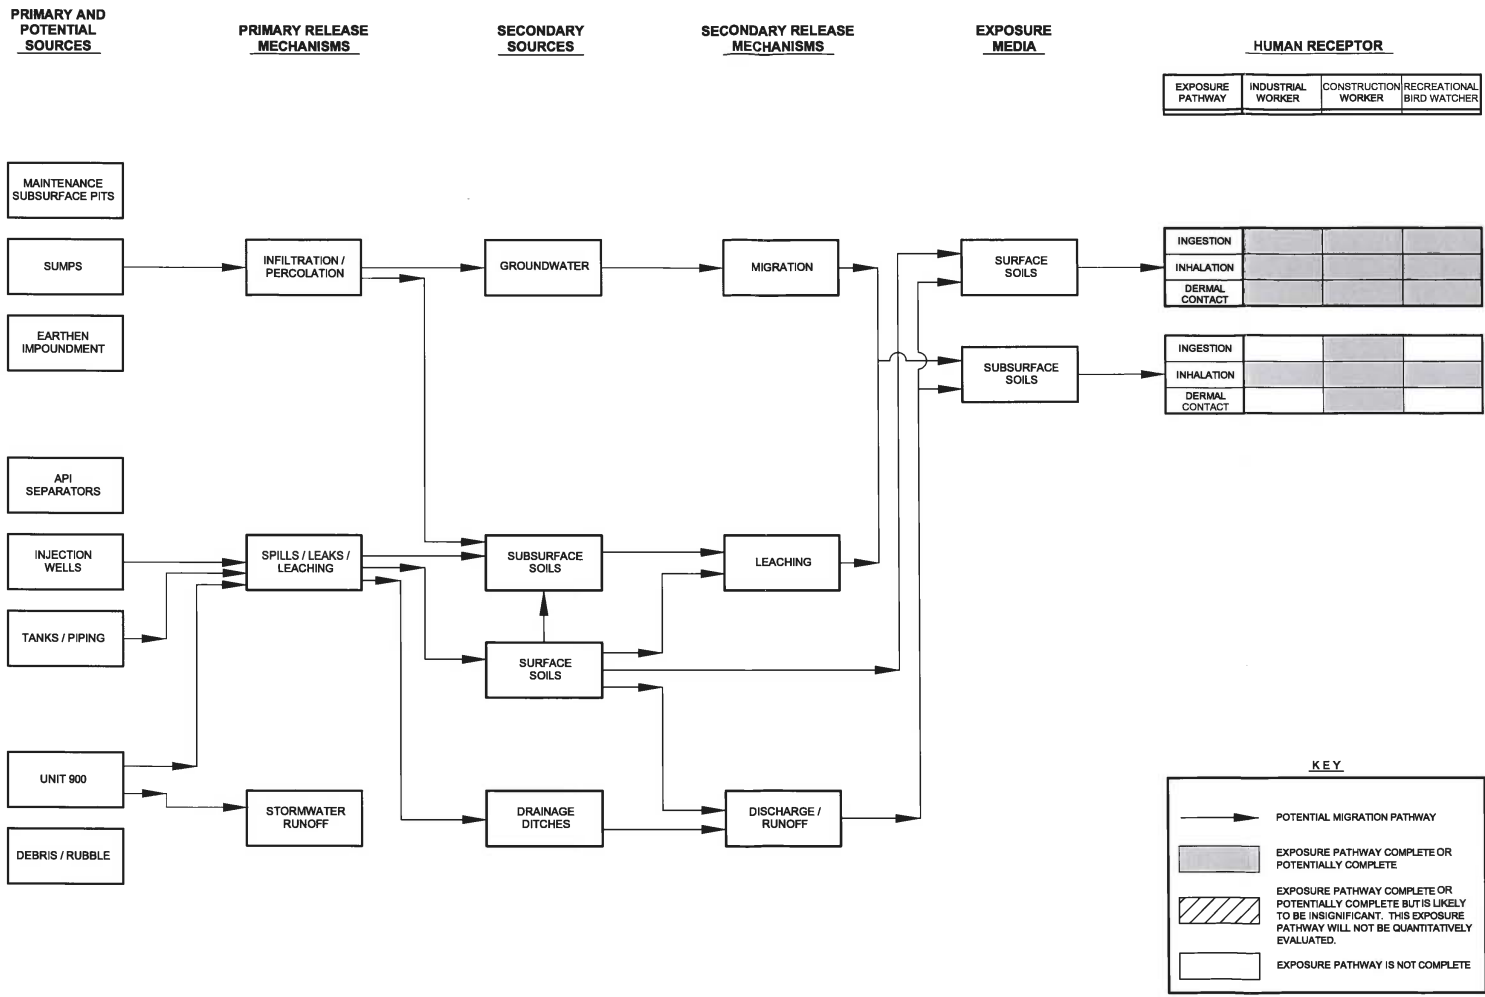 PRIMARY AND
POTENTIAL
SOURCES
PRIMARY RELEASE
MECHANISMS
SECONDARY
SOURCES
SECONDARY RELEASE
MECHANISMS
EXPOSURE
MEDIA
HUMAN RECEPTOR
EXPOSURE
PATHWAY
INDUSTRIAL
WORKER
CONSTRUCTION
WORKER
RECREATIONAL
BIRD WATCHER
MAINTENANCE
SUBSURFACE PITS
SUMPS
INFILTRATION /
PERCOLATION
GROUNDWATER
MIGRATION
SURFACE
SOILS
INGESTION
INHALATION
DERMAL
CONTACT
EARTHEN
IMPOUNDMENT
SUBSURFACE
SOILS
INGESTION
INHALATION
DERMAL
CONTACT
API
SEPARATORS
INJECTION
WELLS
SPILLS / LEAKS /
LEACHING
SUBSURFACE
SOILS
LEACHING
TANKS / PIPING
SURFACE
SOILS
UNIT 900
STORMWATER
RUNOFF
DRAINAGE
DITCHES
DISCHARGE /
RUNOFF
DEBRIS / RUBBLE
KEY
POTENTIAL MIGRATION PATHWAY
EXPOSURE PATHWAY COMPLETE OR
POTENTIALLY COMPLETE
EXPOSURE PATHWAY COMPLETE OR
POTENTIALLY COMPLETE BUT IS LIKELY
TO BE INSIGNIFICANT. THIS EXPOSURE
PATHWAY WILL NOT BE QUANTITATIVELY
EVALUATED.
EXPOSURE PATHWAY IS NOT COMPLETE